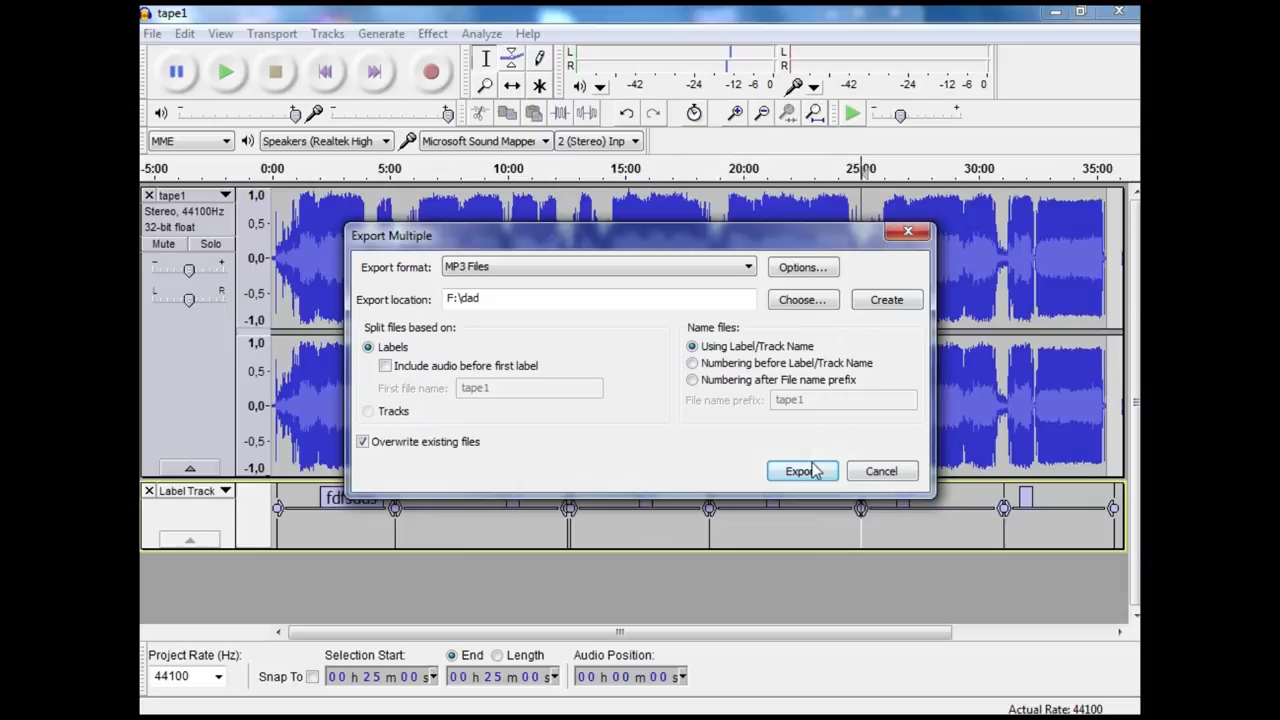 tape1
File Edit View Transport Tracks Generate Effect Analyze Help
L
R
-42 -24 -12 -6 0
L
R
-42 -24 -12 -6 0
MME Speakers (Realtek High Microsoft Sound Mapper 2 (Stereo) Inp
-5:00 0:00 5:00 10:00 15:00 20:00 25:00 30:00 35:00
tape1
Stereo, 44100Hz
32-bit float
Mute Solo
- +
L R
1,0
0,5-
0,0-
-0,5-
-1,0
1,0
0,5-
0,0-
-0,5-
-1,0
Export Multiple
Export format: MP3 Files Options...
Export location: F:\dad Choose... Create
Split files based on:
Labels
Include audio before first label
First file name: tape1
Tracks
Overwrite existing files
Name files:
Using Label/Track Name
Numbering before Label/Track Name
Numbering after File name prefix
File name prefix: tape1
Export Cancel
Label Track
Project Rate (Hz):
44100
Snap To
Selection Start:
00 h 25 m 00 s
End Length
00 h 25 m 00 s
Audio Position:
00 h 00 m 00 s
Actual Rate: 44100